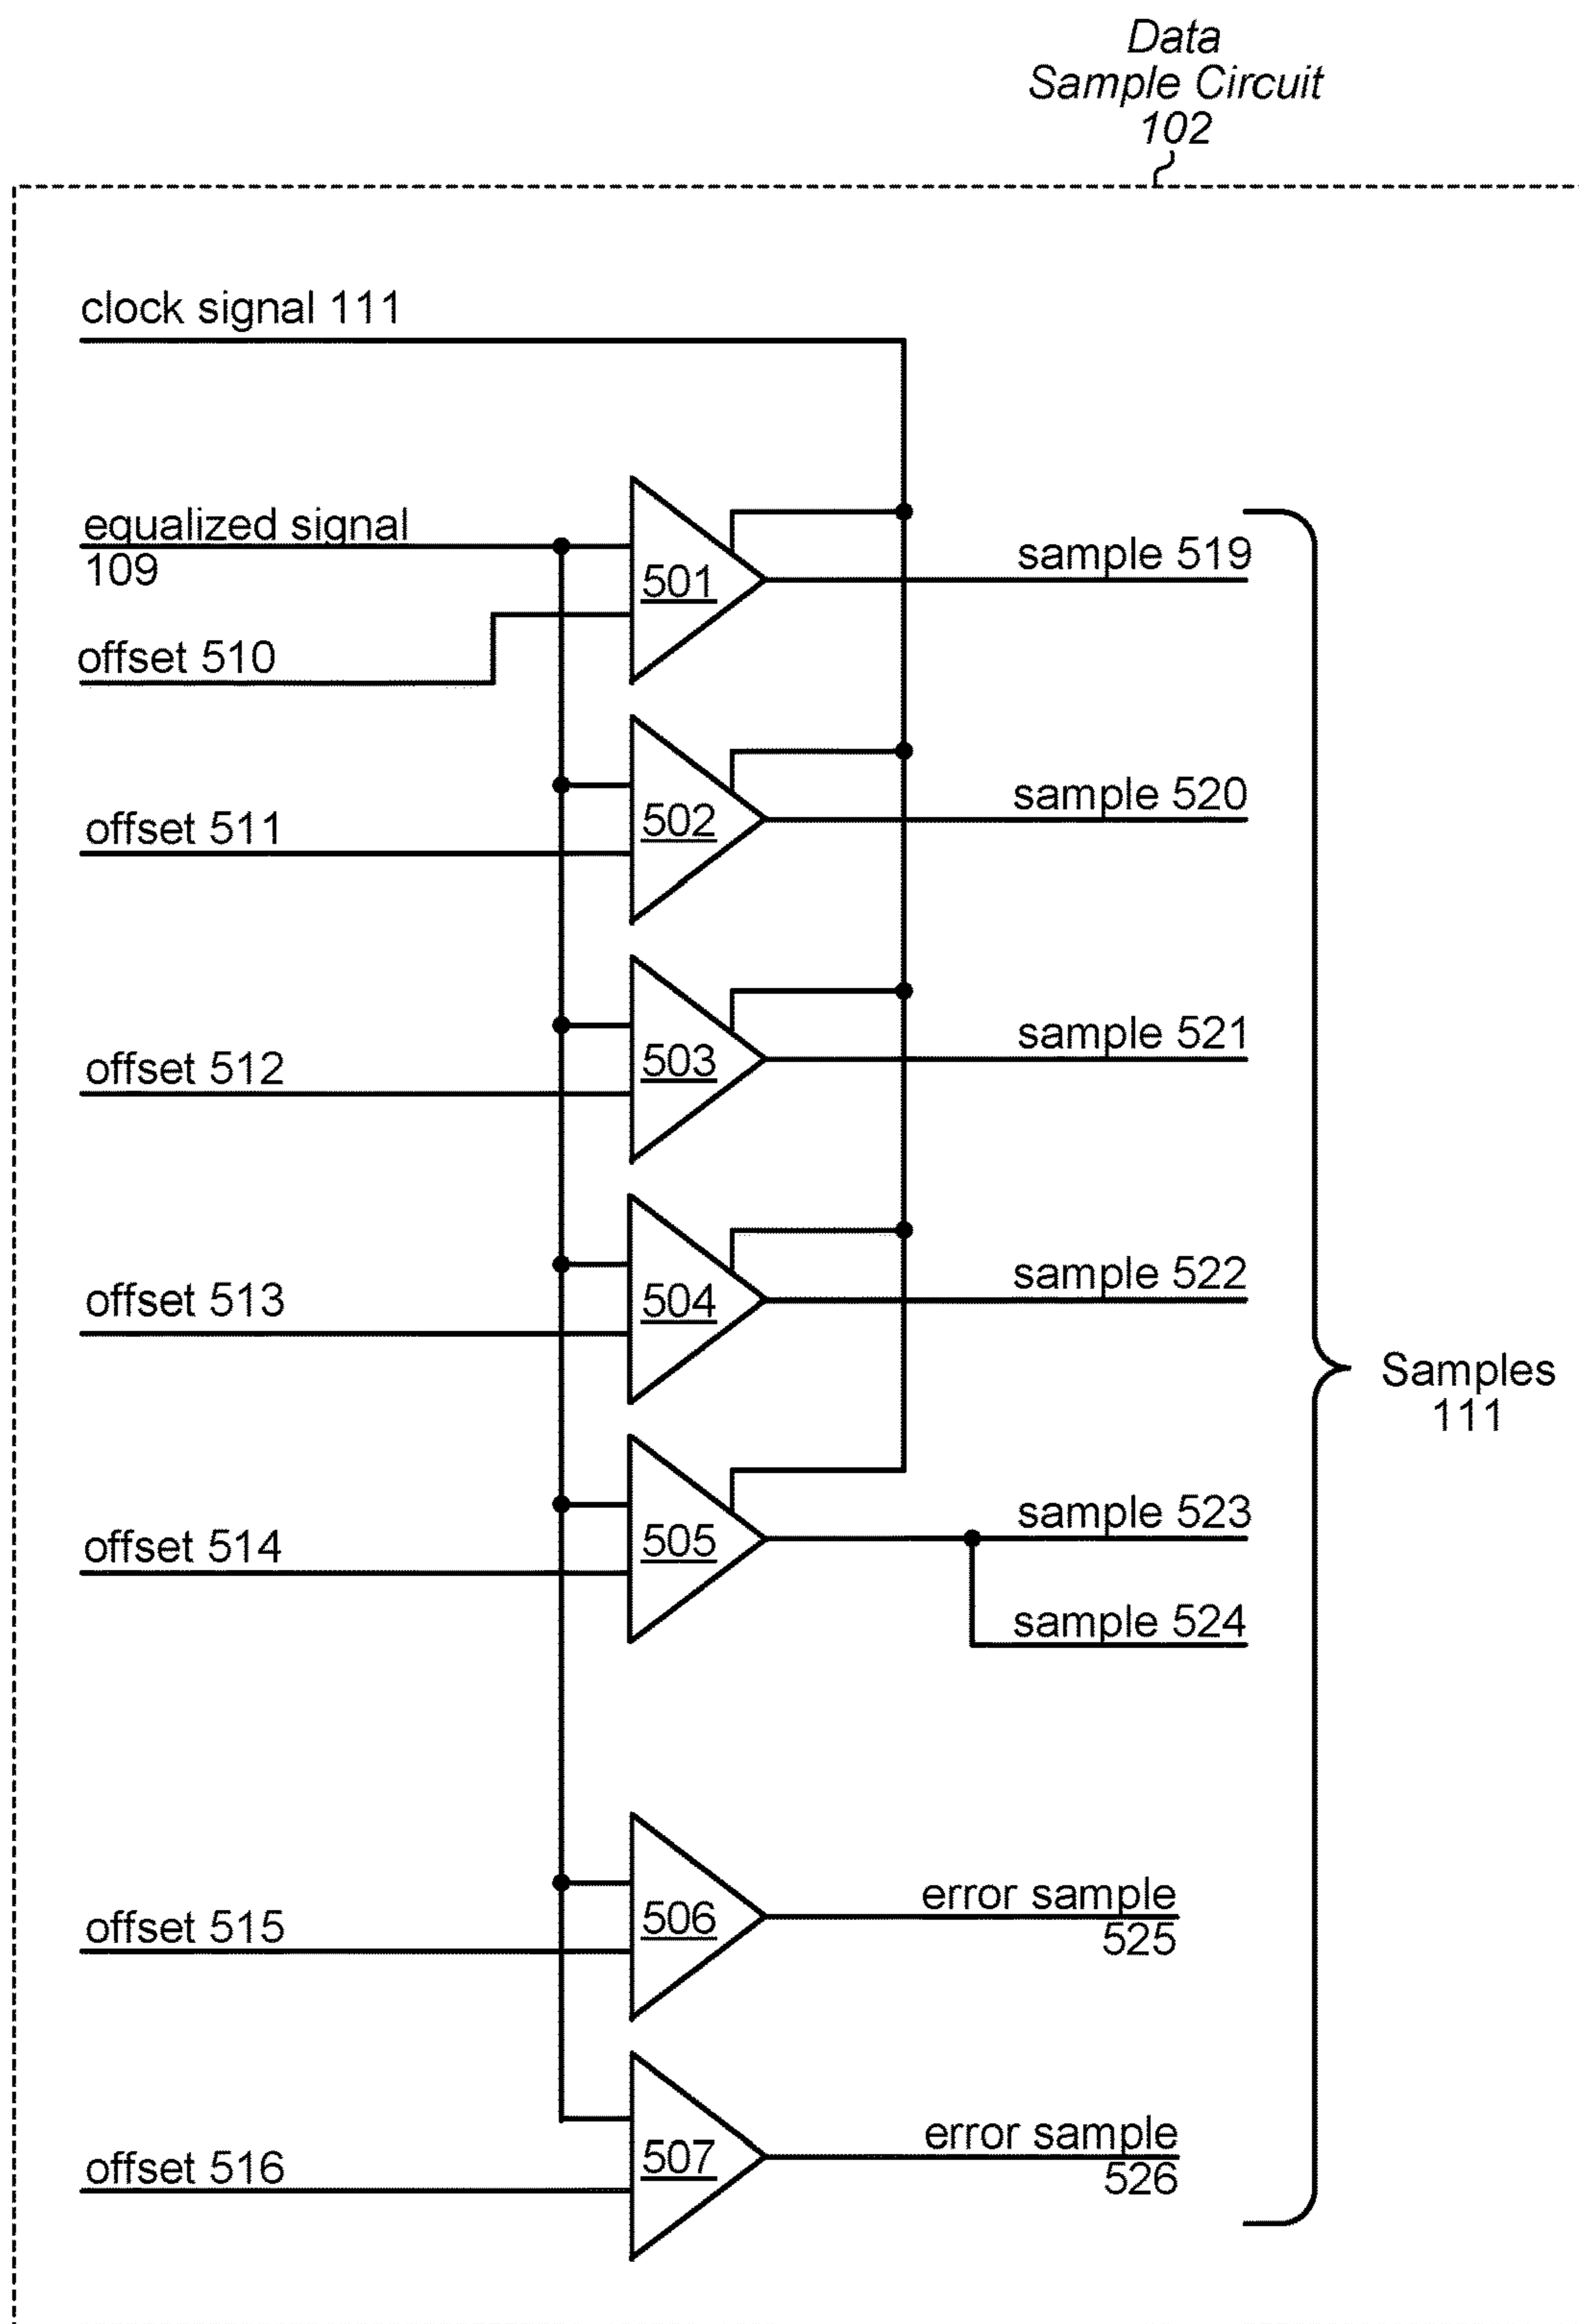 Data
Sample Circuit
102
clock signal 111
equalized signal
109
501
sample 519
offset 510
offset 511
502
sample 520
offset 512
503
sample 521
offset 513
504
sample 522
Samples
111
offset 514
505
sample 523
sample 524
offset 515
506
error sample
525
offset 516
507
error sample
526